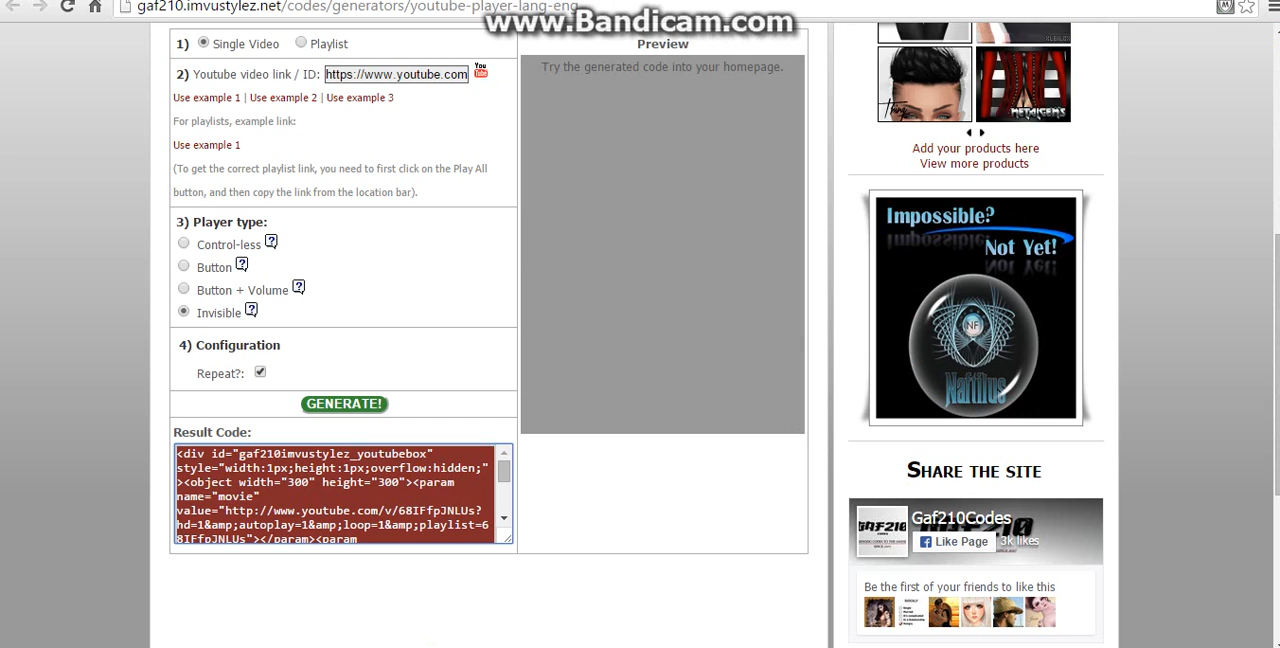 gaf210.imvustylez.net/codes/generators/youtube-player-lang-eng
www.Bandicam.com
1) Single Video Playlist
2) Youtube video link / ID: https://www.youtube.com
You
Tube
Use example 1 | Use example 2 | Use example 3
For playlists, example link:
Use example 1
(To get the correct playlist link, you need to first click on the Play All
button, and then copy the link from the location bar).
3) Player type:
Control-less ?
Button ?
Button + Volume ?
Invisible ?
4) Configuration
Repeat?:
GENERATE!
Result Code:
<div id="gaf210imvustylez_youtubebox"
style="width:1px;height:1px;overflow:hidden;"
><object width="300" height="300"><param
name="movie"
value="http://www.youtube.com/v/68IFfpJNLUs?
hd=1&amp;autoplay=1&amp;loop=1&amp;playlist=6
8IFfpJNLUs"></param><param
Preview
Try the generated code into your homepage.
Thing
METALGEM'S
Add your products here
View more products
Impossible?
Not Yet!
NF
Naftilus
SHARE THE SITE
GAF210
Gaf210Codes
Like Page
3k likes
Be the first of your friends to like this